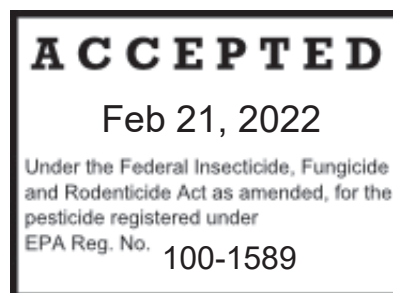 ACCEPTED
Feb 21, 2022
Under the Federal Insecticide, Fungicide
and Rodenticide Act as amended, for the
pesticide registered under
EPA Reg. No. 100-1589